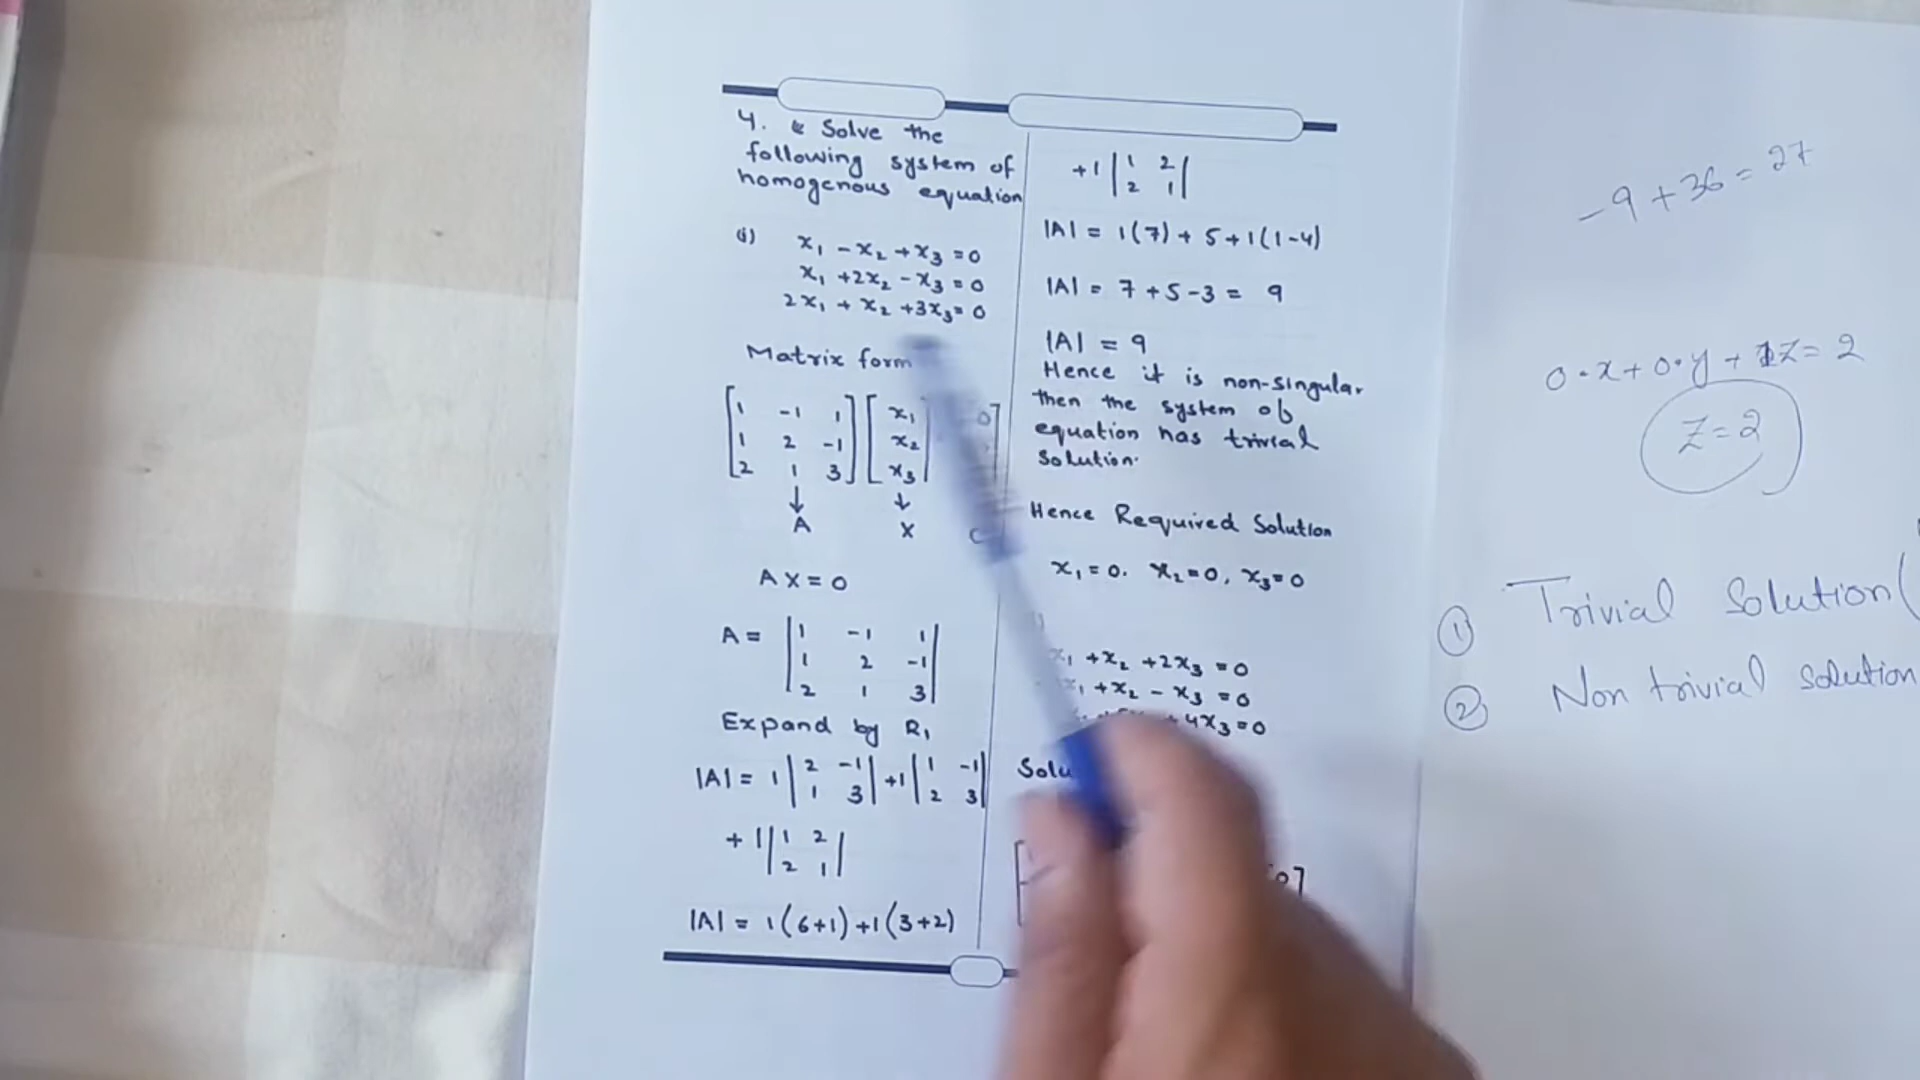 4. Solve the
following system of
homogenous equation
(i) x₁ - x₂ + x₃ = 0
x₁ + 2x₂ - x₃ = 0
2x₁ + x₂ + 3x₃ = 0
Matrix form
1 -1 1 x₁ 0
1 2 -1 x₂
2 1 3 x₃
↓ ↓
A X C
AX = 0
A = | 1 -1 1 |
| 1 2 -1 |
| 2 1 3 |
Expand by R₁
|A| = 1 | 2 -1 | +1 | 1 -1 |
| 1 3 | | 2 3 |
+ 1 | 1 2 |
| 2 1 |
|A| = 1(6+1) +1(3+2)
+1 | 1 2 |
| 2 1 |
|A| = 1(7) + 5 + 1(1-4)
|A| = 7 + 5 - 3 = 9
|A| = 9
Hence it is non-singular
then the system ob
equation has trivial
Solution.
Hence Required Solution
x₁ = 0. x₂ = 0, x₃ = 0
x₁ + x₂ + 2x₃ = 0
x₁ + x₂ - x₃ = 0
+ 4x₃ = 0
-9 + 36 = 27
0·x + 0·y + 1z = 2
Z = 2
① Trivial Solution (
② Non trivial solution